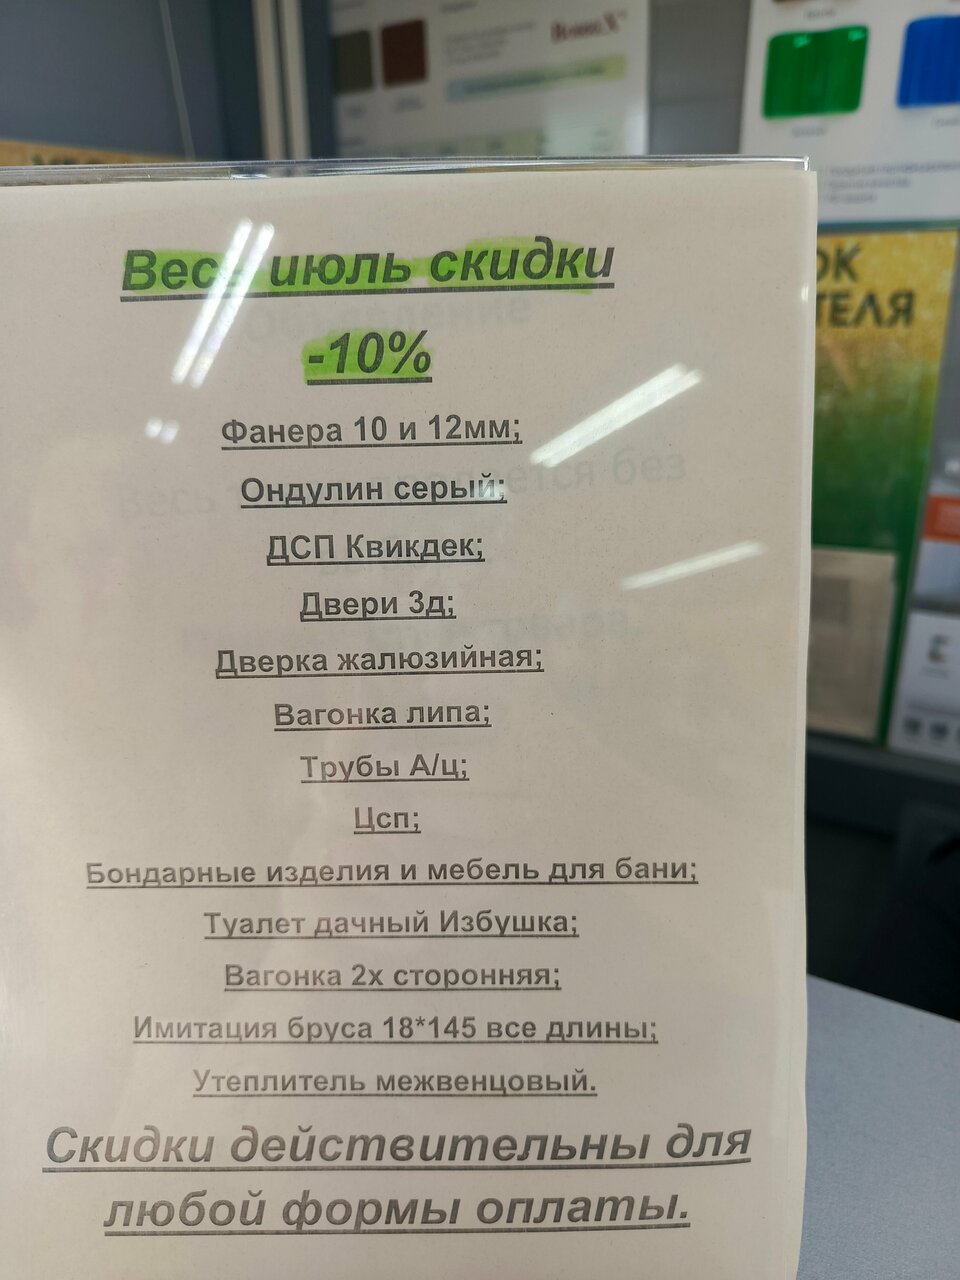 Весь июль скидки
-10%
Фанера 10 и 12мм;
Ондулин серый;
ДСП Квикдек;
Двери 3д;
Дверка жалюзийная;
Вагонка липа;
Трубы А/ц;
Цсп;
Бондарные изделия и мебель для бани;
Туалет дачный Избушка;
Вагонка 2х сторонняя;
Имитация бруса 18*145 все длины;
Утеплитель межвенцовый.
Скидки действительны для
любой формы оплаты.
ОК
ТЕЛЯ